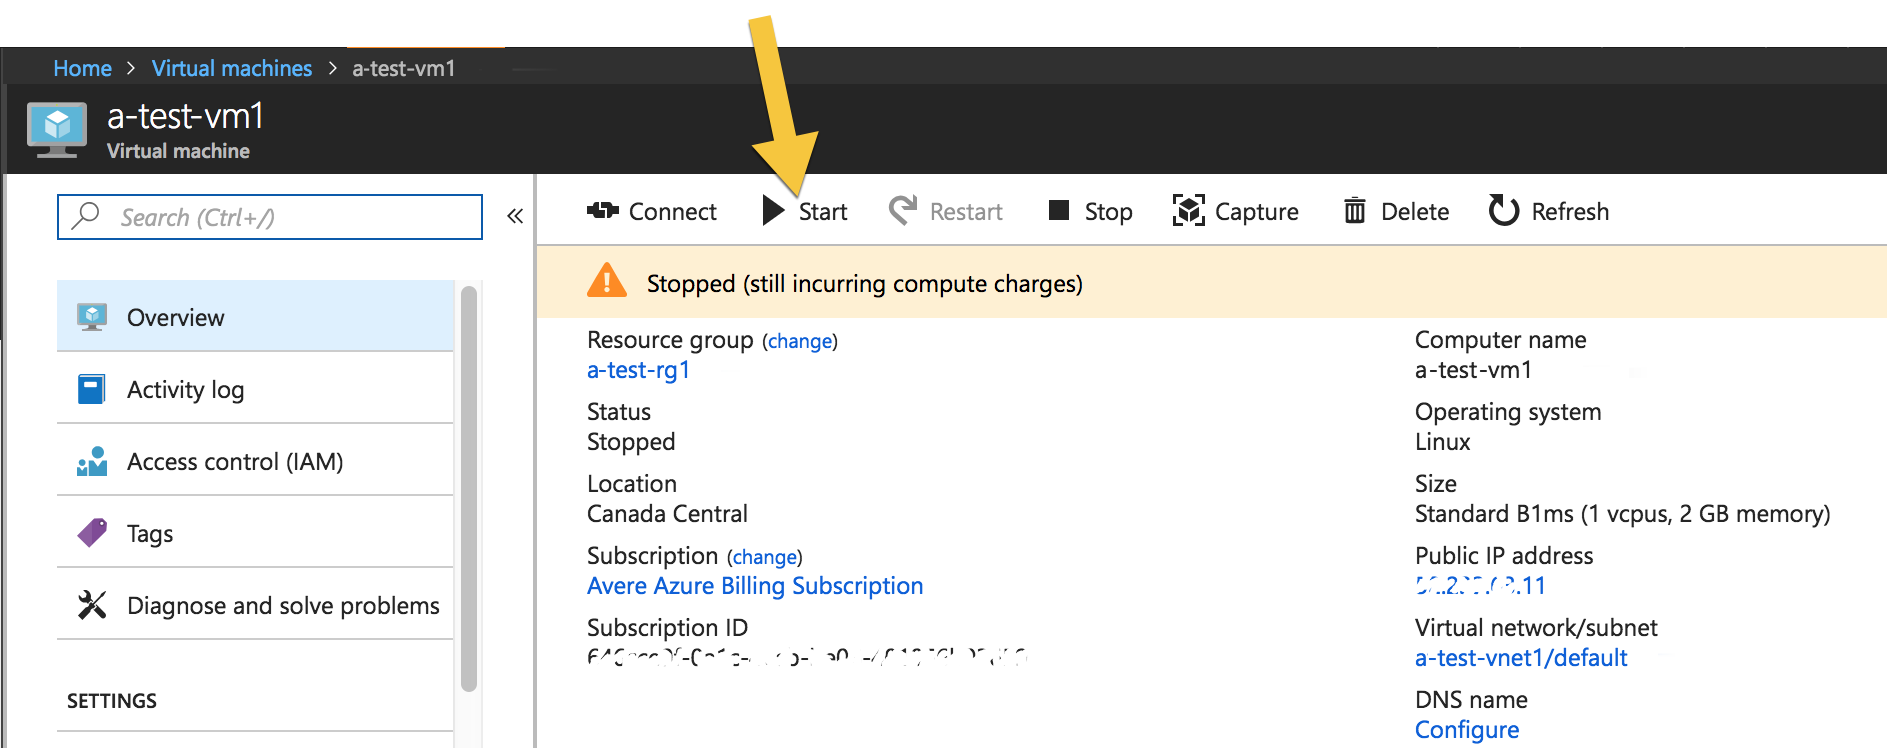 Home > Virtual machines > a-test-vm1
a-test-vm1
Virtual machine
Search (Ctrl+/)
«
Connect
Start
Restart
Stop
Capture
Delete
Refresh
Stopped (still incurring compute charges)
Overview
Activity log
Access control (IAM)
Tags
Diagnose and solve problems
SETTINGS
Resource group (change)
a-test-rg1
Status
Stopped
Location
Canada Central
Subscription (change)
Avere Azure Billing Subscription
Subscription ID
Computer name
a-test-vm1
Operating system
Linux
Size
Standard B1ms (1 vcpus, 2 GB memory)
Public IP address
Virtual network/subnet
a-test-vnet1/default
DNS name
Configure